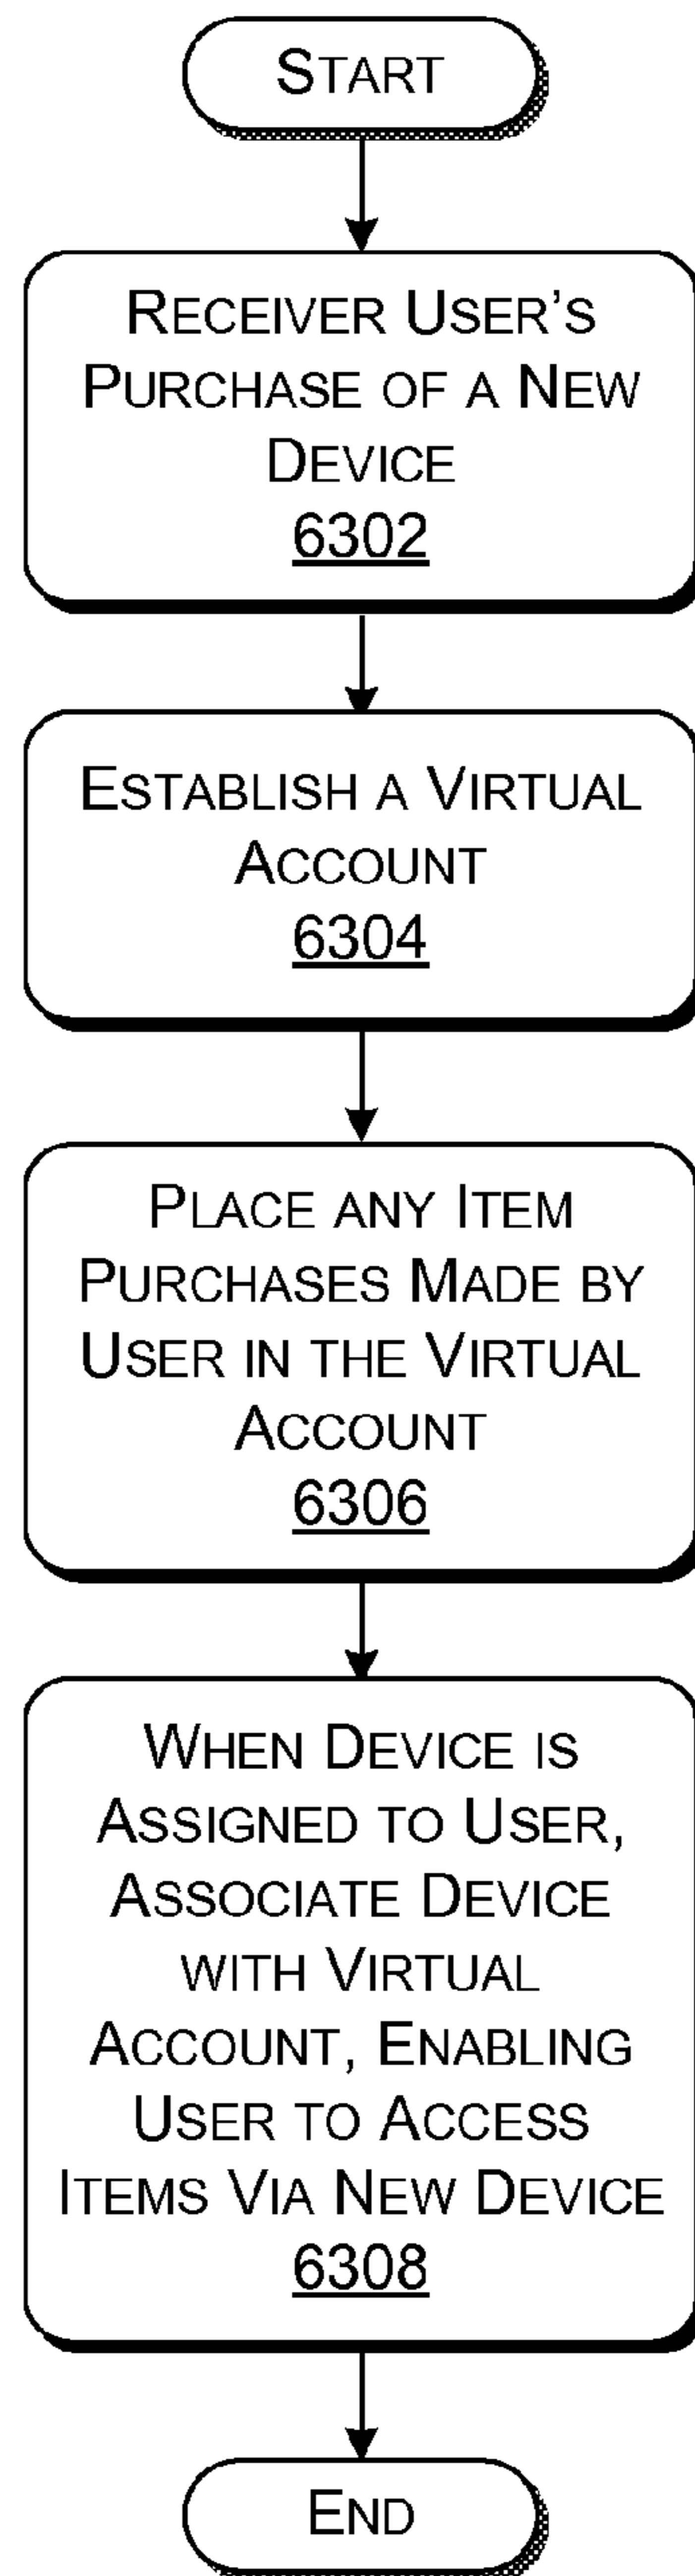 START
RECEIVER USER'S
PURCHASE OF A NEW
DEVICE
6302
ESTABLISH A VIRTUAL
ACCOUNT
6304
PLACE ANY ITEM
PURCHASES MADE BY
USER IN THE VIRTUAL
ACCOUNT
6306
WHEN DEVICE IS
ASSIGNED TO USER,
ASSOCIATE DEVICE
WITH VIRTUAL
ACCOUNT, ENABLING
USER TO ACCESS
ITEMS VIA NEW DEVICE
6308
END